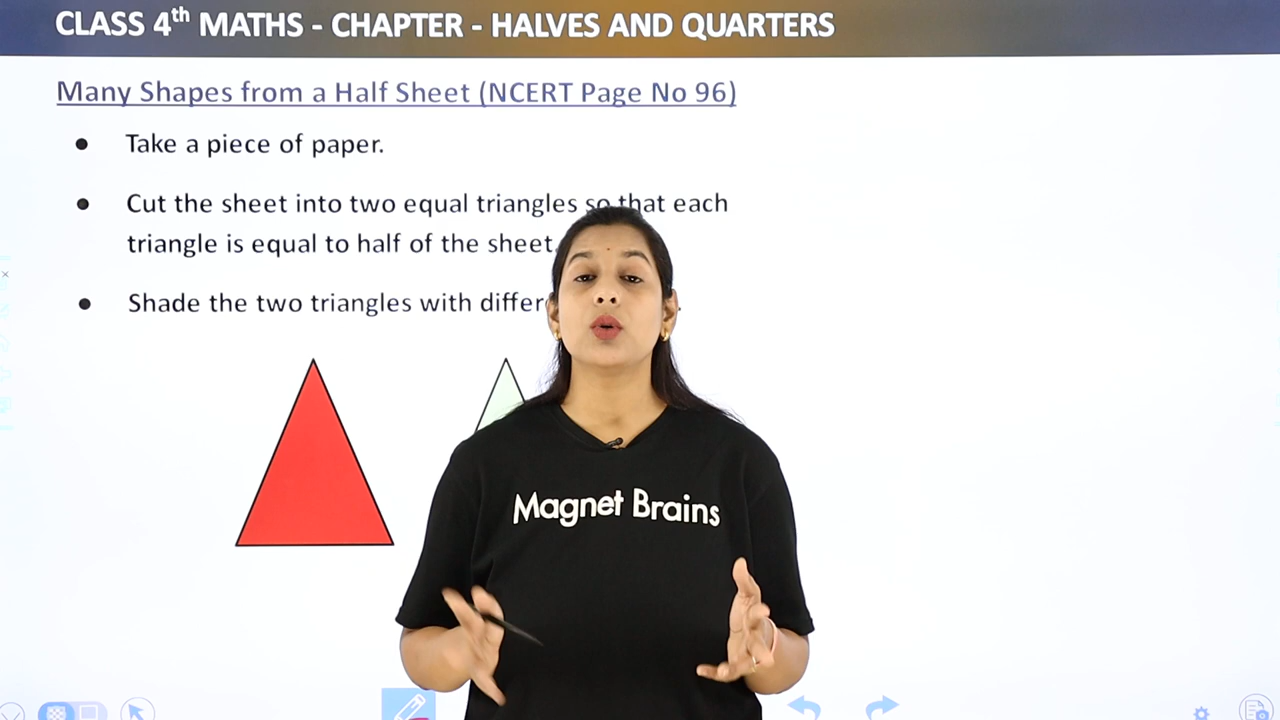 CLASS 4th MATHS - CHAPTER - HALVES AND QUARTERS
Many Shapes from a Half Sheet (NCERT Page No 96)
● Take a piece of paper.
● Cut the sheet into two equal triangles so that each
triangle is equal to half of the sheet.
● Shade the two triangles with
Magnet Brains